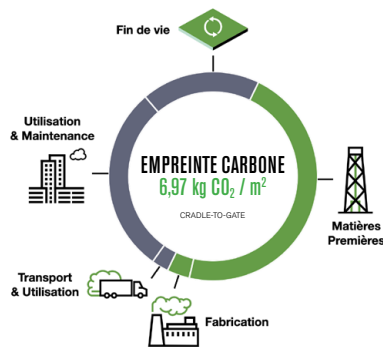 Fin de vie
Utilisation
& Maintenance
EMPREINTE CARBONE
6,97 kg CO₂ / m²
CRADLE-TO-GATE
Matières
Premières
Transport
& Utilisation
Fabrication